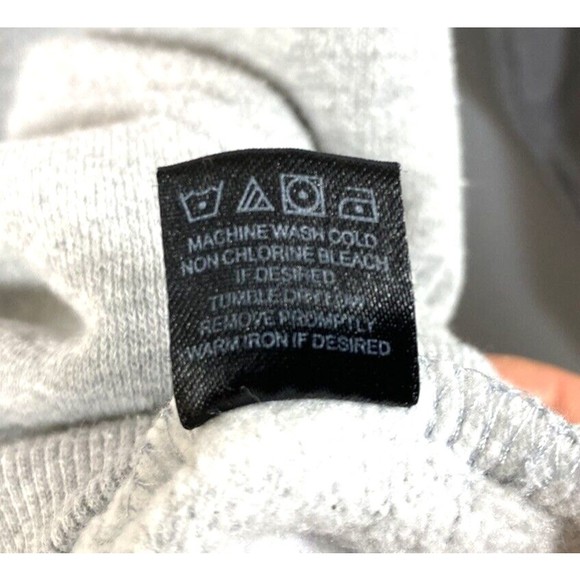 MACHINE WASH COLD
NON CHLORINE BLEACH
IF DESIRED
TUMBLE DRY LOW
REMOVE PROMPTLY
WARM IRON IF DESIRED